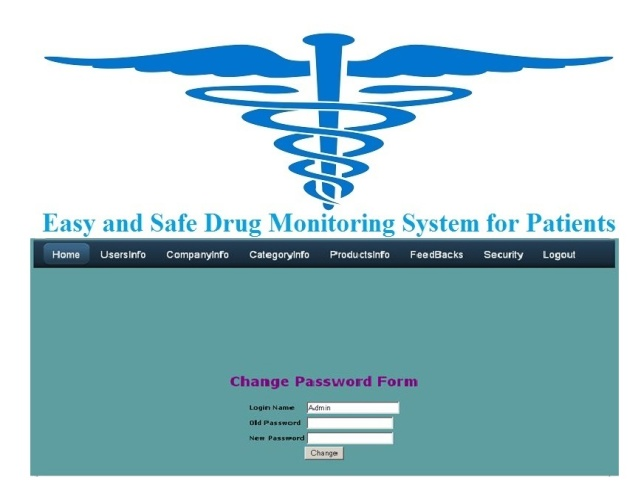 Easy and Safe Drug Monitoring System for Patients
Home UsersInfo CompanyInfo CategoryInfo ProductsInfo FeedBacks Security Logout
Change Password Form
Login Name Admin
Old Password
New Password
Change